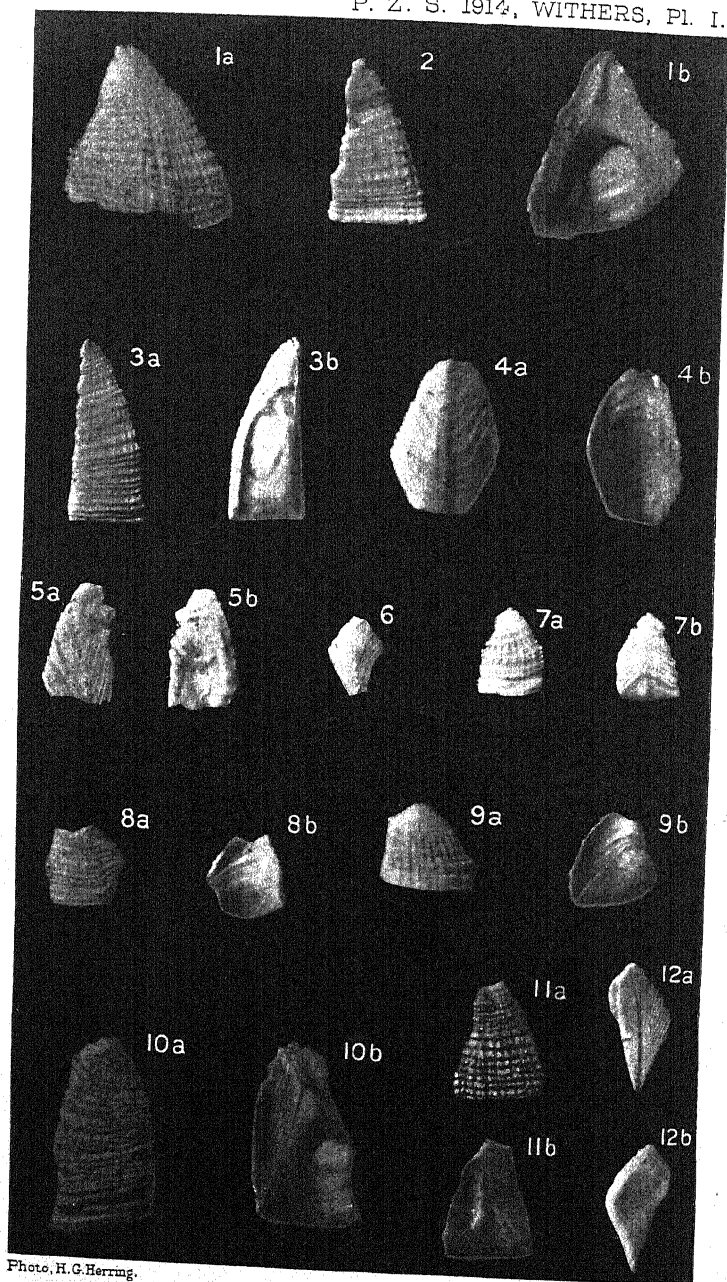 P. Z. S. 1914, WITHERS, Pl. I.
1a 2 1b
3a 3b 4a 4b
5a 5b 6 7a 7b
8a 8b 9a 9b
11a 12a
10a 10b
11b 12b
Photo, H.G.Herring.